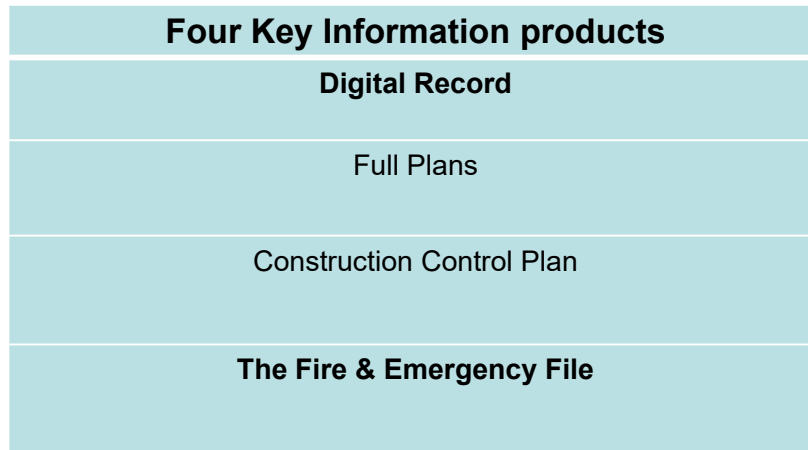 Four Key Information products
Digital Record
Full Plans
Construction Control Plan
The Fire & Emergency File